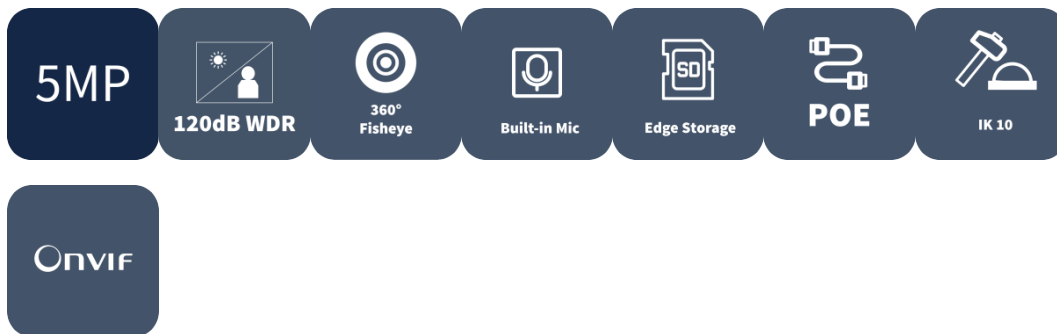 5MP
120dB WDR
360°
Fisheye
Built-in Mic
SD
Edge Storage
POE
IK 10
Onvif